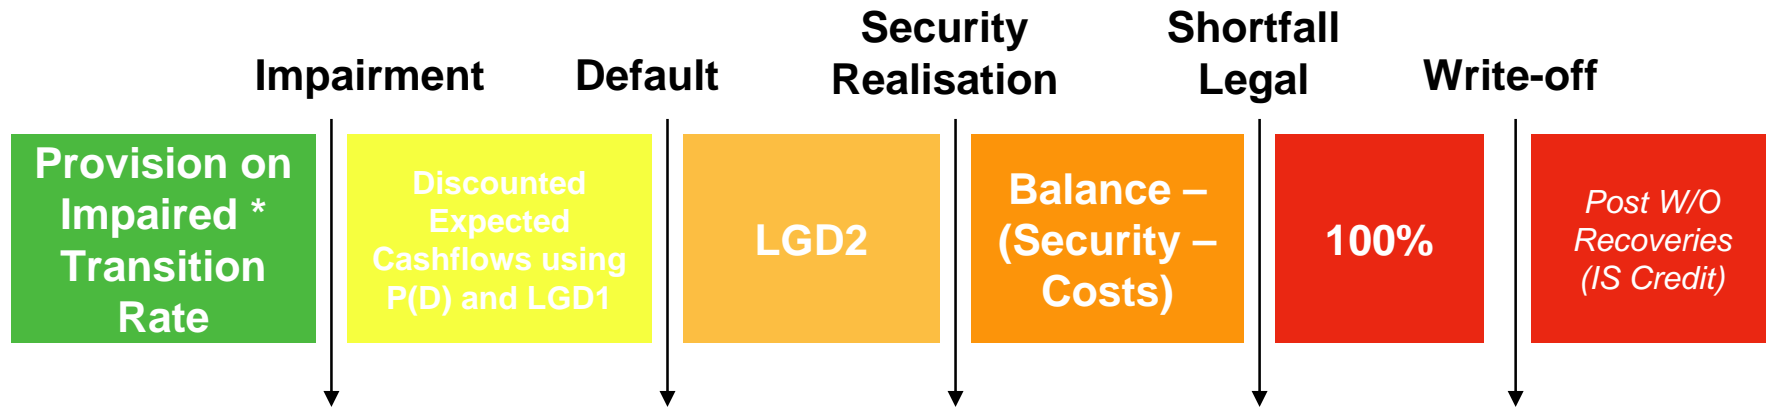 Impairment
Default
Security
Realisation
Shortfall
Legal
Write-off
Provision on
Impaired *
Transition
Rate
Discounted
Expected
Cashflows using
P(D) and LGD1
LGD2
Balance –
(Security –
Costs)
100%
Post W/O
Recoveries
(IS Credit)